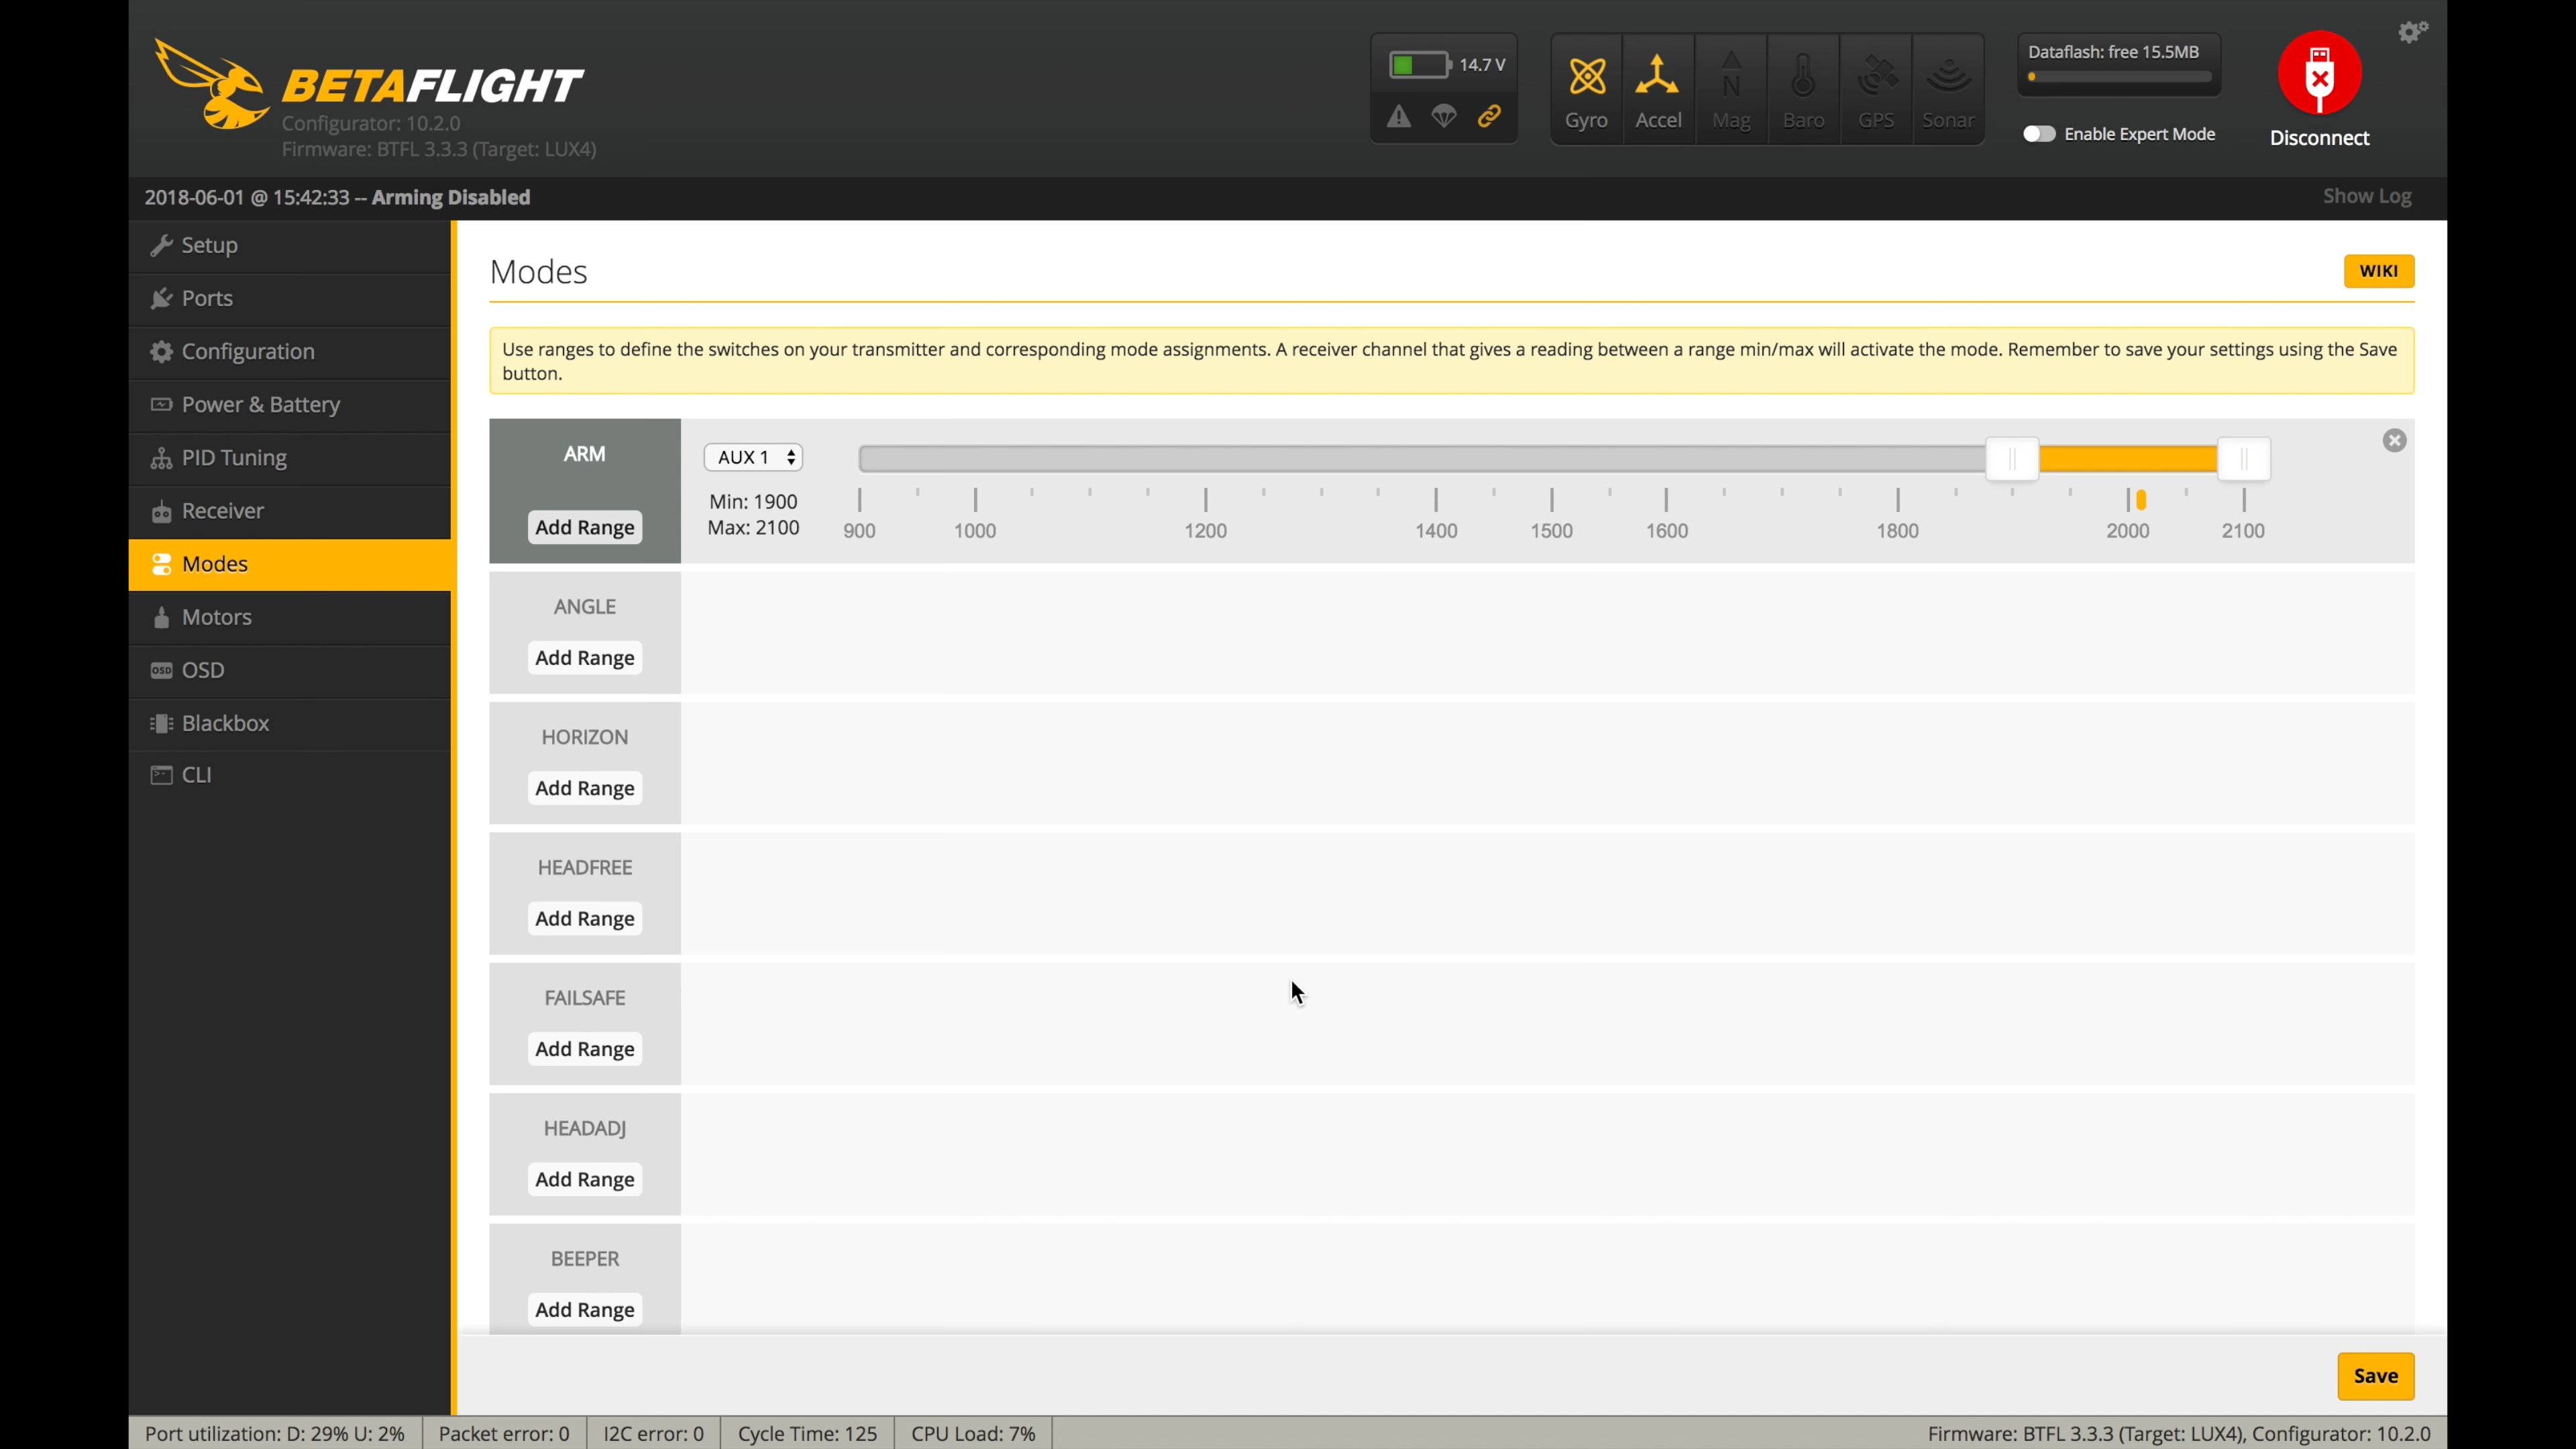 BETAFLIGHT
Configurator: 10.2.0
Firmware: BTFL 3.3.3 (Target: LUX4)
14.7 V
Gyro
Accel
N
Mag
Baro
GPS
Sonar
Dataflash: free 15.5MB
Enable Expert Mode
Disconnect
2018-06-01 @ 15:42:33 -- Arming Disabled
Show Log
Setup
Ports
Configuration
Power & Battery
PID Tuning
Receiver
Modes
Motors
OSD OSD
Blackbox
CLI
Modes
WIKI
Use ranges to define the switches on your transmitter and corresponding mode assignments. A receiver channel that gives a reading between a range min/max will activate the mode. Remember to save your settings using the Save
button.
ARM
Add Range
AUX 1
Min: 1900
Max: 2100
900 1000 1200 1400 1500 1600 1800 2000 2100
ANGLE
Add Range
HORIZON
Add Range
HEADFREE
Add Range
FAILSAFE
Add Range
HEADADJ
Add Range
BEEPER
Add Range
Save
Port utilization: D: 29% U: 2% Packet error: 0 I2C error: 0 Cycle Time: 125 CPU Load: 7% Firmware: BTFL 3.3.3 (Target: LUX4), Configurator: 10.2.0